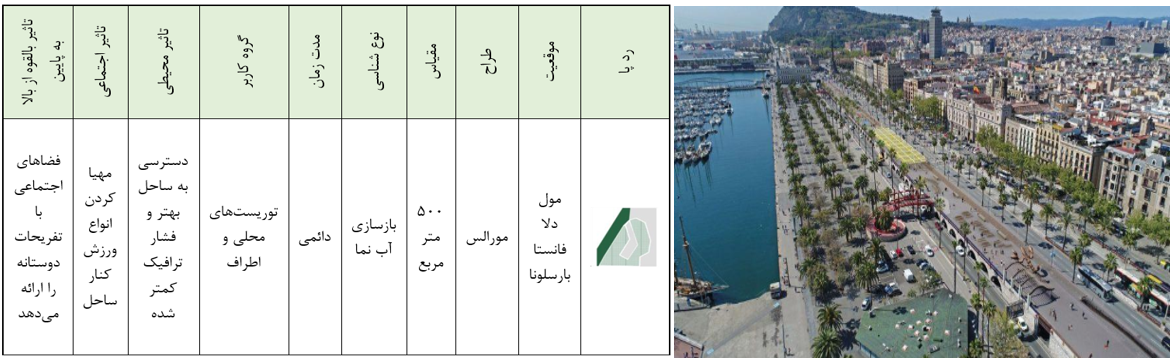 رد پا
موقعیت
طراح
مقیاس
نوع شناسی
مدت زمان
گروه کاربر
تاثیر محیطی
تاثیر اجتماعی
تاثیر بالقوه از بالا
به پایین
مول
دلا
فانستا
بارسلونا
مورالس
۵۰۰
متر
مربع
بازسازی
آب نما
دائمی
توریست‌های
محلی و
اطراف
دسترسی
به ساحل
بهتر و
فشار
ترافیک
کمتر
شده
مهیا
کردن
انواع
ورزش
کنار
ساحل
فضاهای
اجتماعی
با
تفریحات
دوستانه
را ارائه
می‌دهد